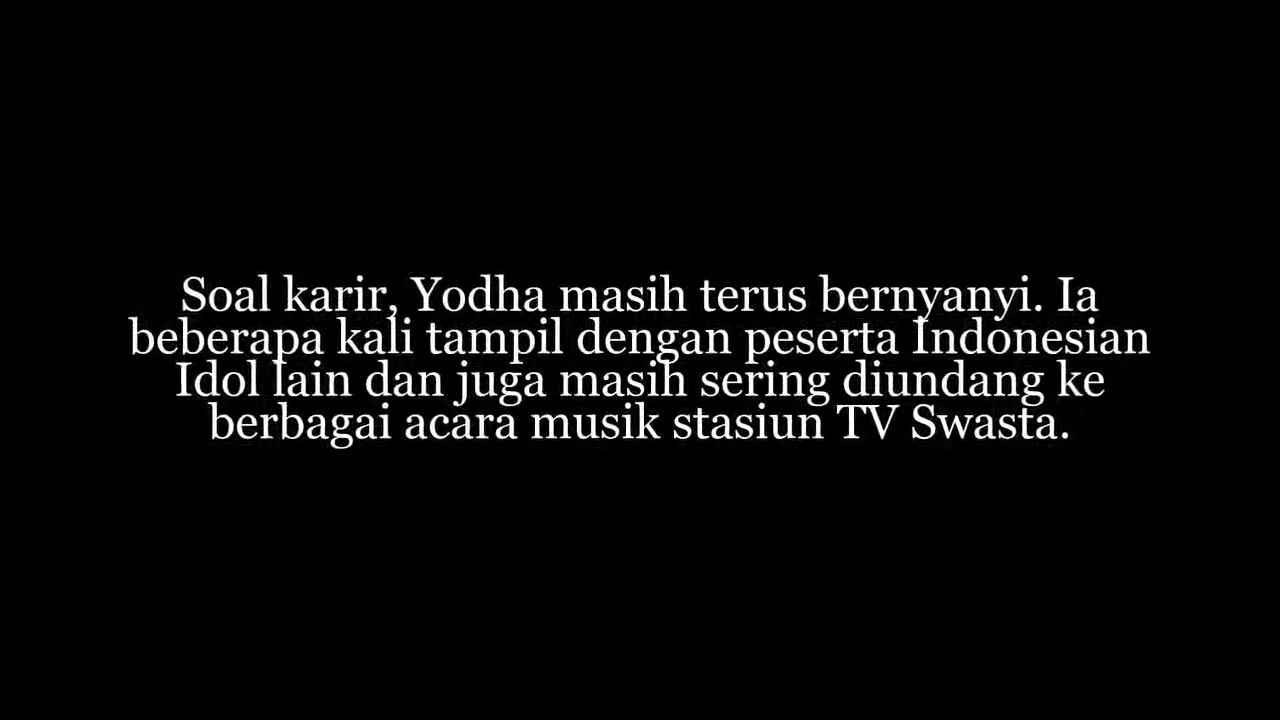 Soal karir, Yodha masih terus bernyanyi. Ia
beberapa kali tampil dengan peserta Indonesian
Idol lain dan juga masih sering diundang ke
berbagai acara musik stasiun TV Swasta.